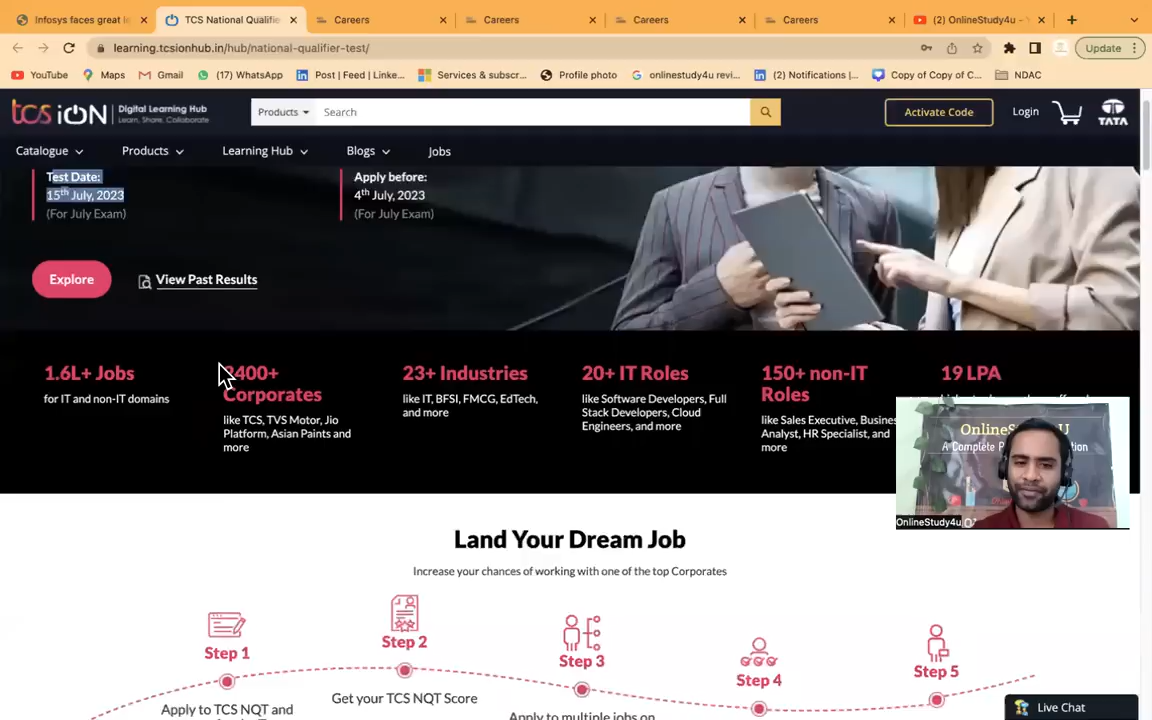 Infosys faces great i
TCS National Qualifie
Careers
Careers
Careers
Careers
(2) OnlineStudy4u -
learning.tcsionhub.in/hub/national-qualifier-test/
Update
YouTube
Maps
Gmail
(17) WhatsApp
Post | Feed | Linke...
Services & subscr...
Profile photo
onlinestudy4u revi...
(2) Notifications |...
Copy of Copy of C...
NDAC
tcs iON
Digital Learning Hub
Learn. Share. Collaborate
Products
Search
Activate Code
Login
TATA
Catalogue
Products
Learning Hub
Blogs
Jobs
Test Date:
15th July, 2023
(For July Exam)
Apply before:
4th July, 2023
(For July Exam)
Explore
View Past Results
1.6L+ Jobs
for IT and non-IT domains
2400+
Corporates
like TCS, TVS Motor, Jio
Platform, Asian Paints and
more
23+ Industries
like IT, BFSI, FMCG, EdTech,
and more
20+ IT Roles
like Software Developers, Full
Stack Developers, Cloud
Engineers, and more
150+ non-IT
Roles
like Sales Executive, Busines
Analyst, HR Specialist, and
more
19 LPA
OnlineStudy4u
Land Your Dream Job
Increase your chances of working with one of the top Corporates
Step 1
Apply to TCS NQT and
Step 2
Get your TCS NQT Score
Step 3
Apply to multiple jobs on
Step 4
Step 5
Live Chat